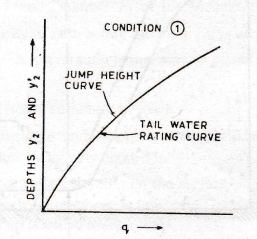 CONDITION ①
JUMP HEIGHT
CURVE
TAIL WATER
RATING CURVE
DEPTHS y₂ AND y₂'
q